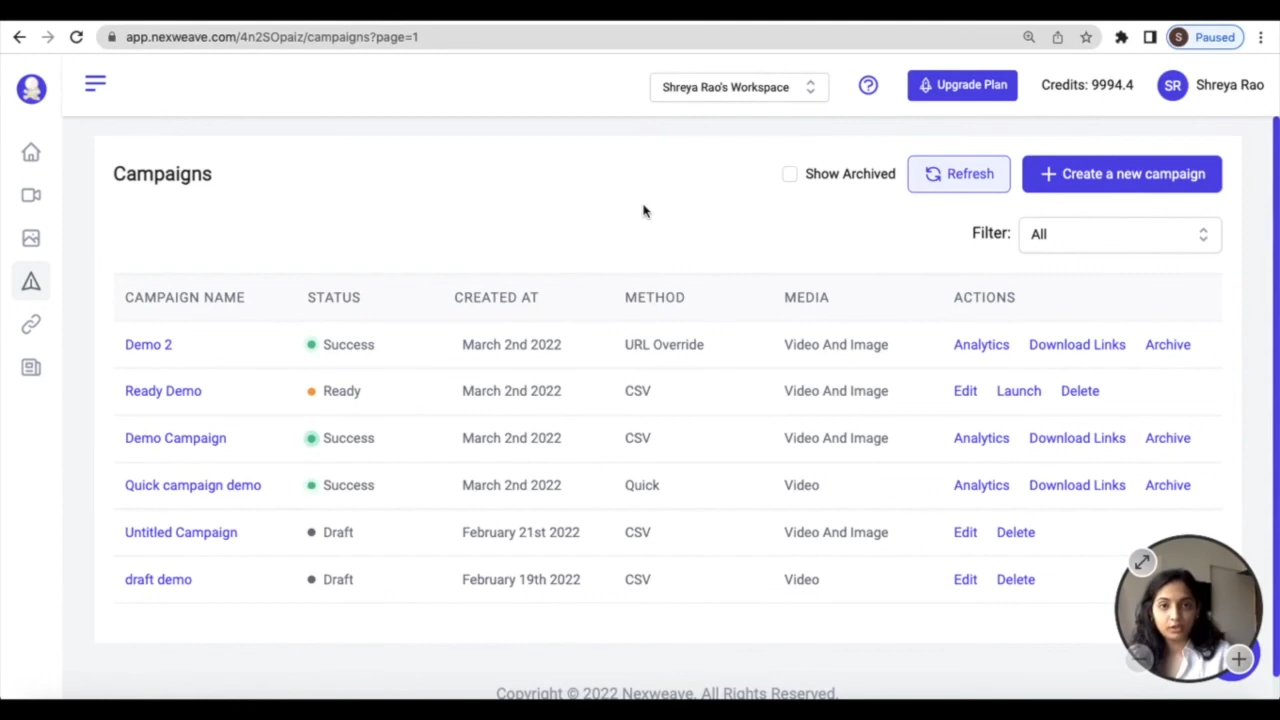 app.nexweave.com/4n2SOpaiz/campaigns?page=1
S Paused
Shreya Rao's Workspace
Upgrade Plan
Credits: 9994.4
SR
Shreya Rao
Campaigns
Show Archived
Refresh
+ Create a new campaign
Filter: All
CAMPAIGN NAME STATUS CREATED AT METHOD MEDIA ACTIONS
Demo 2 Success March 2nd 2022 URL Override Video And Image Analytics Download Links Archive
Ready Demo Ready March 2nd 2022 CSV Video And Image Edit Launch Delete
Demo Campaign Success March 2nd 2022 CSV Video And Image Analytics Download Links Archive
Quick campaign demo Success March 2nd 2022 Quick Video Analytics Download Links Archive
Untitled Campaign Draft February 21st 2022 CSV Video And Image Edit Delete
draft demo Draft February 19th 2022 CSV Video Edit Delete
Copyright © 2022 Nexweave. All Rights Reserved.